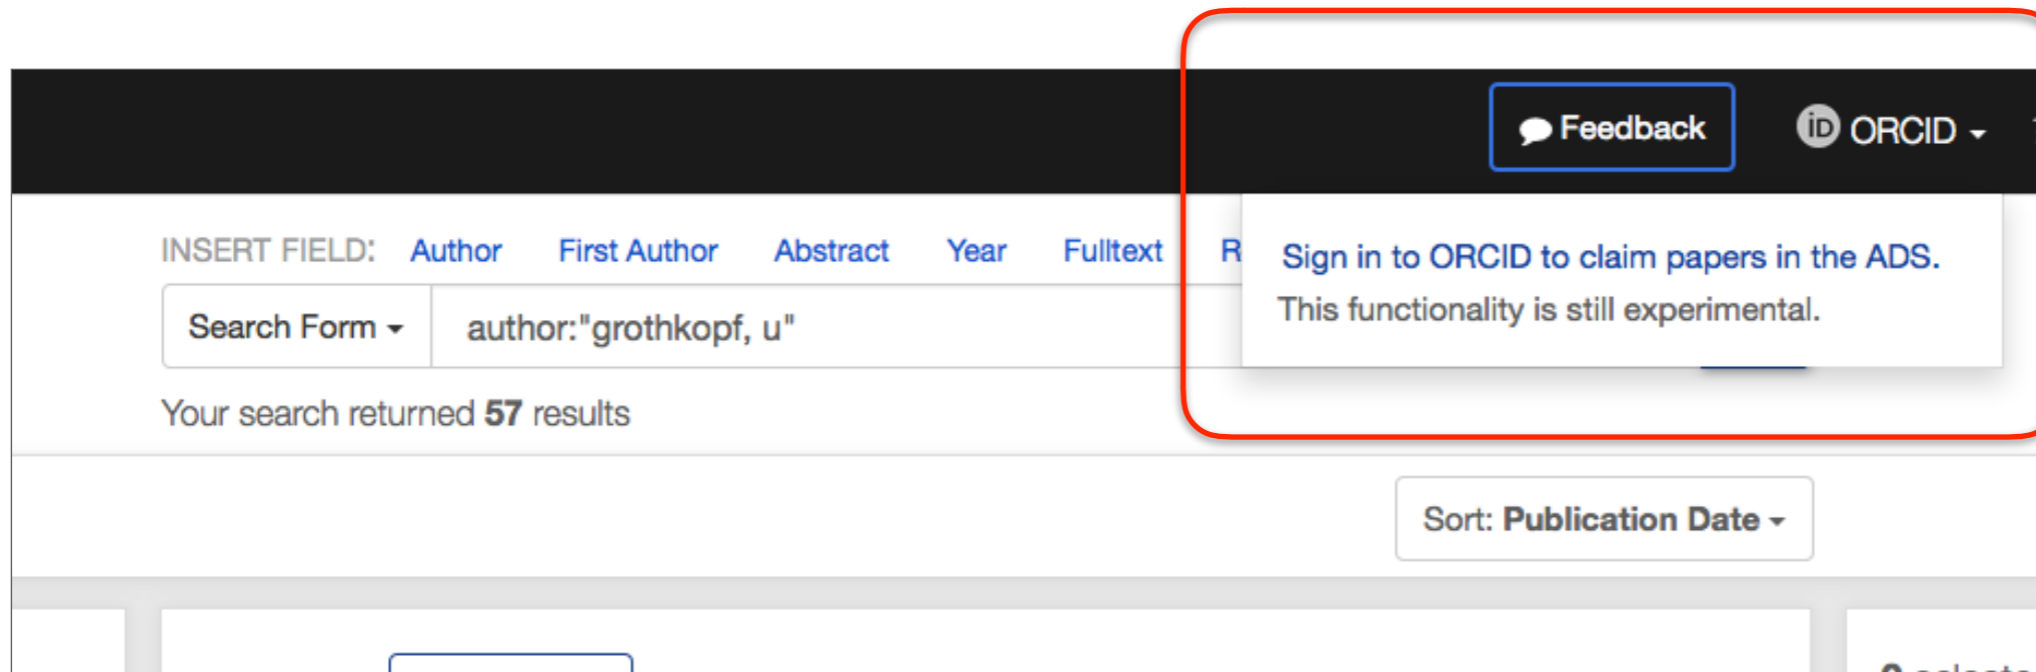 Feedback
iD ORCID
INSERT FIELD: Author First Author Abstract Year Fulltext R
Sign in to ORCID to claim papers in the ADS.
This functionality is still experimental.
Search Form author:"grothkopf, u"
Your search returned 57 results
Sort: Publication Date